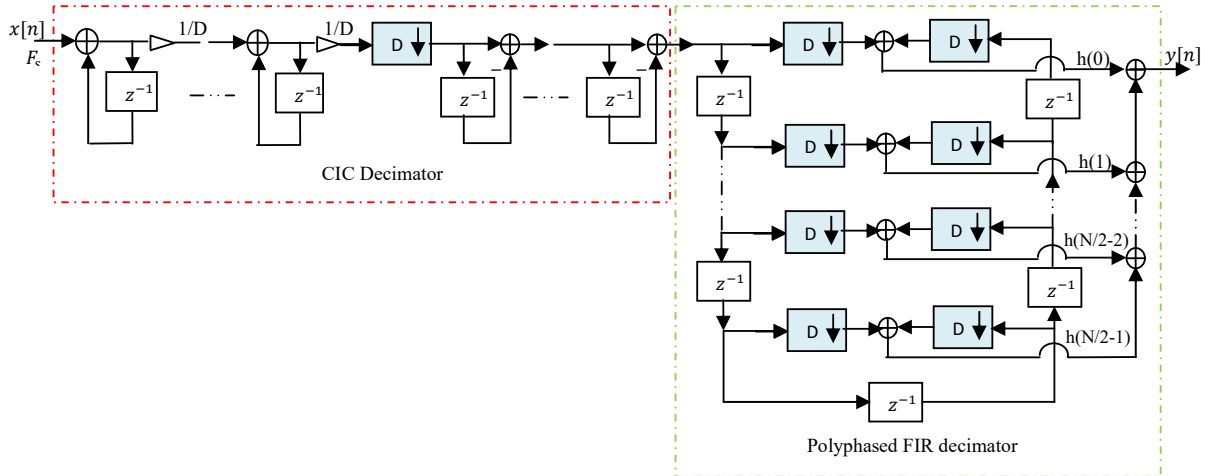 x[n]
F_s
1/D
1/D
D
z⁻¹
z⁻¹
z⁻¹
z⁻¹
−
−
CIC Decimator
D
D
h(0)
y[n]
z⁻¹
z⁻¹
D
D
h(1)
D
D
h(N/2-2)
z⁻¹
z⁻¹
D
D
h(N/2-1)
z⁻¹
Polyphased FIR decimator